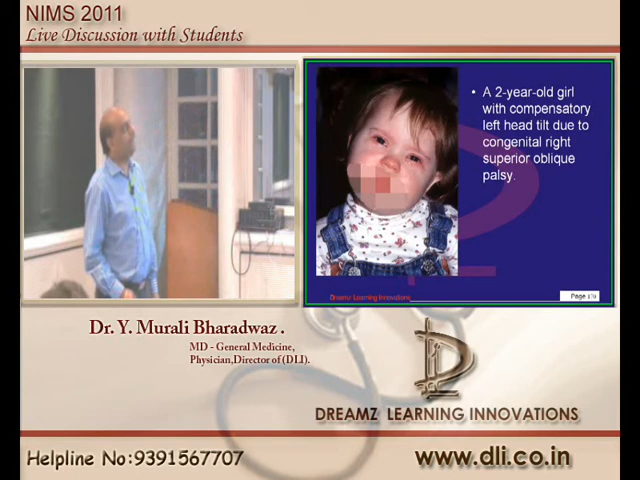 NIMS 2011
Live Discussion with Students
• A 2-year-old girl
with compensatory
left head tilt due to
congenital right
superior oblique
palsy.
Dreamz Learning Innovations
Dr. Y. Murali Bharadwaz .
MD - General Medicine,
Physician,Director of (DLI).
DREAMZ LEARNING INNOVATIONS
Helpline No:9391567707
www.dli.co.in